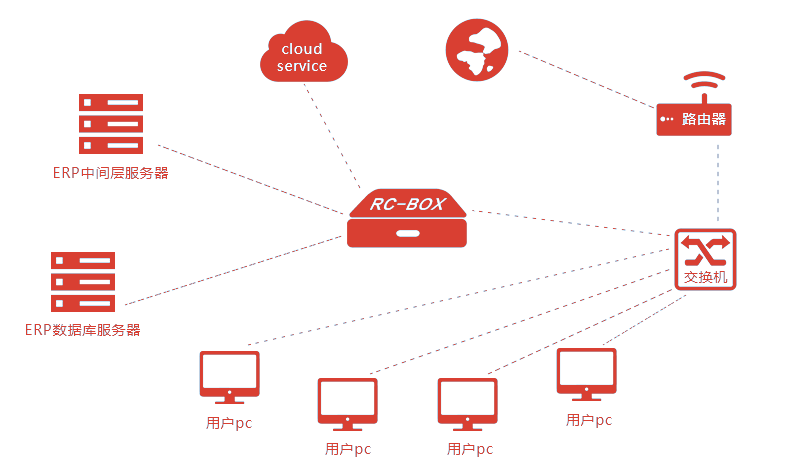 cloud
service
路由器
ERP中间层服务器
RC-BOX
交换机
ERP数据库服务器
用户pc
用户pc
用户pc
用户pc